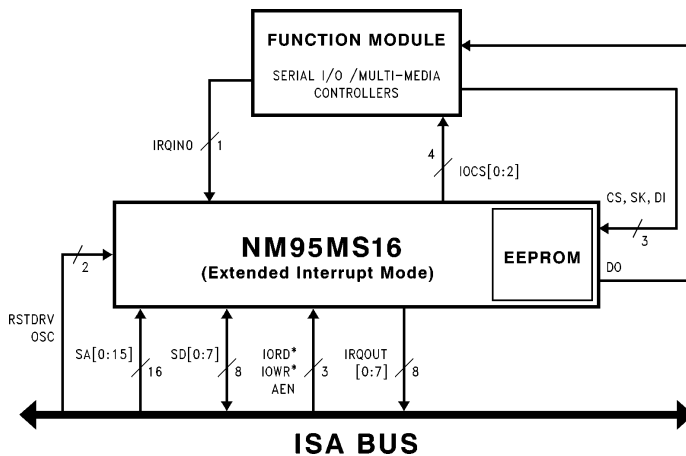 FUNCTION MODULE
SERIAL I/O /MULTI-MEDIA
CONTROLLERS
IRQIN0
1
4
IOCS[0:2]
CS, SK, DI
3
NM95MS16
(Extended Interrupt Mode)
EEPROM
DO
2
RSTDRV
OSC
SA[0:15]
16
SD[0:7]
8
IORD*
IOWR*
AEN
3
IRQOUT
[0:7]
8
ISA BUS